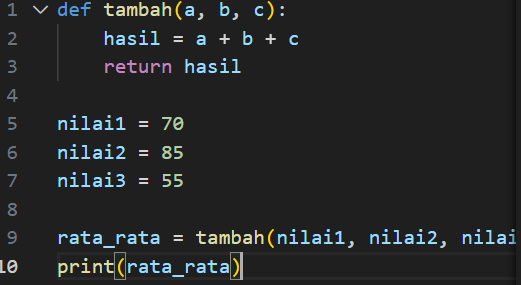 1 def tambah(a, b, c):
2 hasil = a + b + c
3 return hasil
4
5 nilai1 = 70
6 nilai2 = 85
7 nilai3 = 55
8
9 rata_rata = tambah(nilai1, nilai2, nilai
10 print(rata_rata)